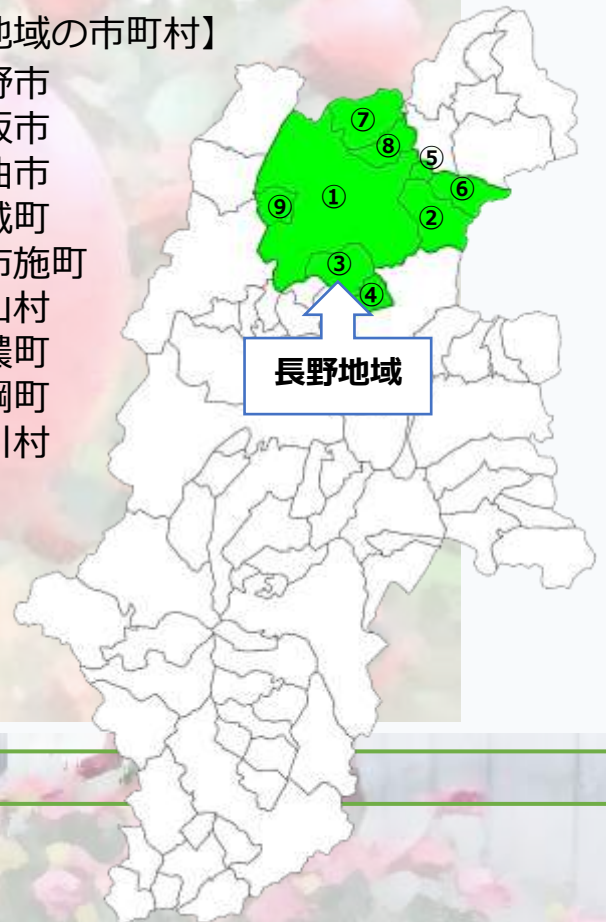 地域の市町村】
野市
坂市
曲市
城町
布施町
山村
濃町
綱町
川村
⑦
⑧
⑤
⑥
①
⑨
②
③
④
長野地域